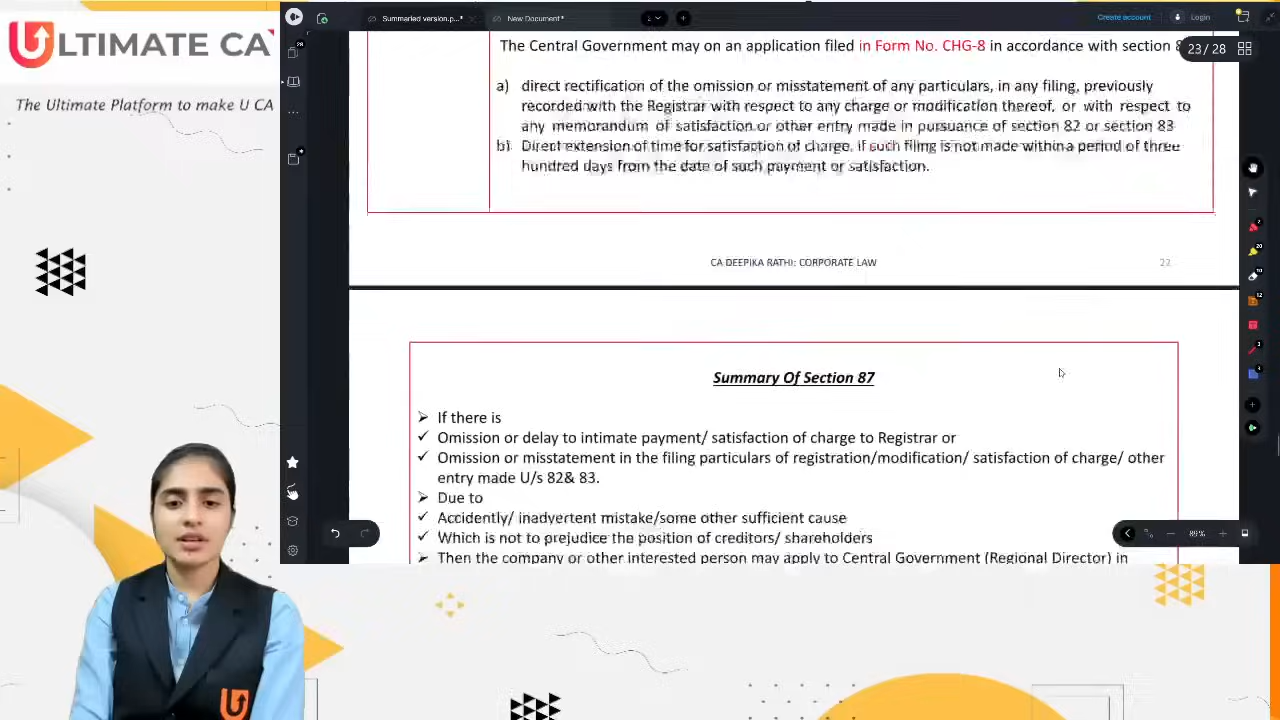 ULTIMATE CA
The Ultimate Platform to make U CA
Summaried version.p...*
New Document*
1
Create account
Login
28
23 / 28
The Central Government may on an application filed in Form No. CHG-8 in accordance with section 8
a) direct rectification of the omission or misstatement of any particulars, in any filing, previously
recorded with the Registrar with respect to any charge or modification thereof, or with respect to
any memorandum of satisfaction or other entry made in pursuance of section 82 or section 83
b) Direct extension of time for satisfaction of charge, if such filing is not made within a period of three
hundred days from the date of such payment or satisfaction.
CA DEEPIKA RATHI: CORPORATE LAW
22
Summary Of Section 87
➢ If there is
✓ Omission or delay to intimate payment/ satisfaction of charge to Registrar or
✓ Omission or misstatement in the filing particulars of registration/modification/ satisfaction of charge/ other
entry made U/s 82& 83.
➢ Due to
✓ Accidently/ inadvertent mistake/some other sufficient cause
✓ Which is not to prejudice the position of creditors/ shareholders
➢ Then the company or other interested person may apply to Central Government (Regional Director) in
89%